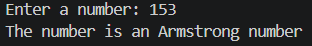 Enter a number: 153
The number is an Armstrong number